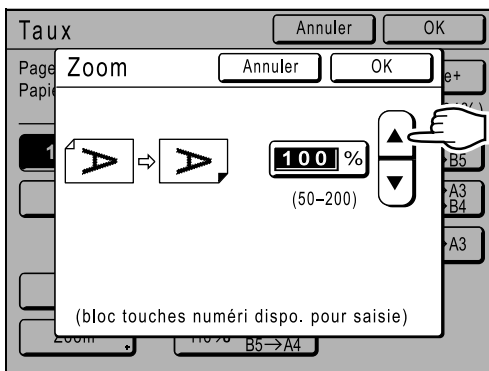 Taux
Annuler
OK
Page
Papie
Zoom
Annuler
OK
e+
A
A
100 %
(50–200)
B5
A3
B4
A3
(bloc touches numéri dispo. pour saisie)
Zoom
B5→A4